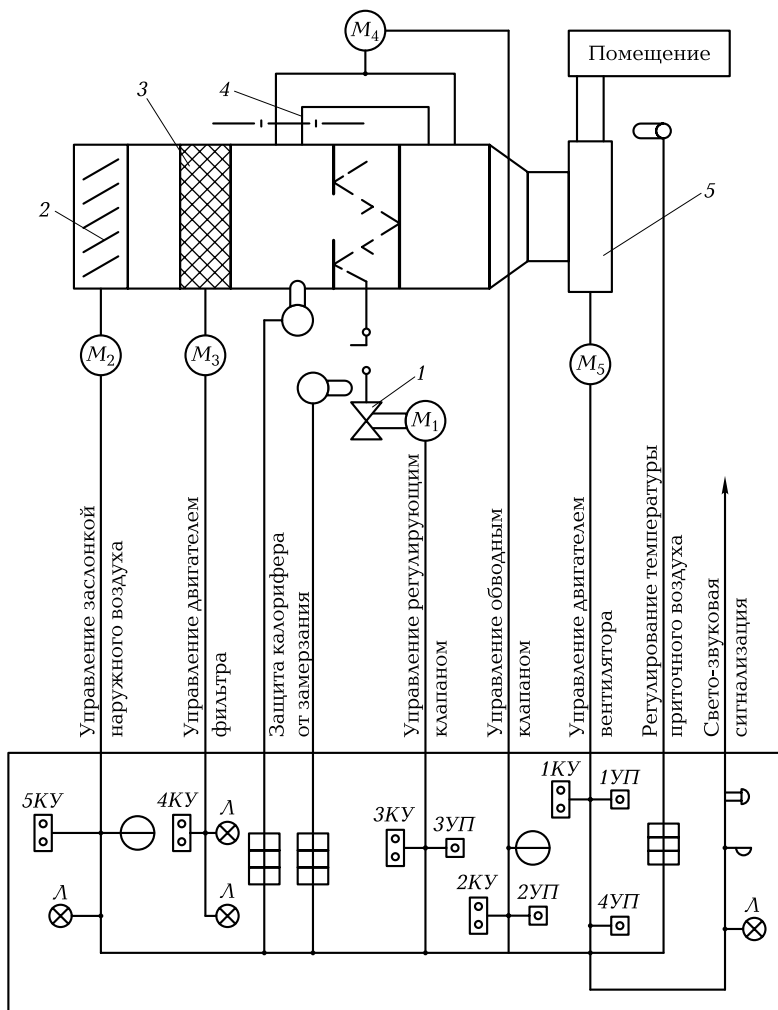 M4
Помещение
3
4
2
5
M2
M3
M5
1
M1
Управление заслонкой
наружного воздуха
Управление двигателем
фильтра
Защита калорифера
от замерзания
Управление регулирующим
клапаном
Управление обводным
клапаном
Управление двигателем
вентилятора
Регулирование температуры
приточного воздуха
Свето-звуковая
сигнализация
5КУ
4КУ
Л
3КУ
3УП
1КУ
1УП
Л
Л
2КУ
2УП
4УП
Л